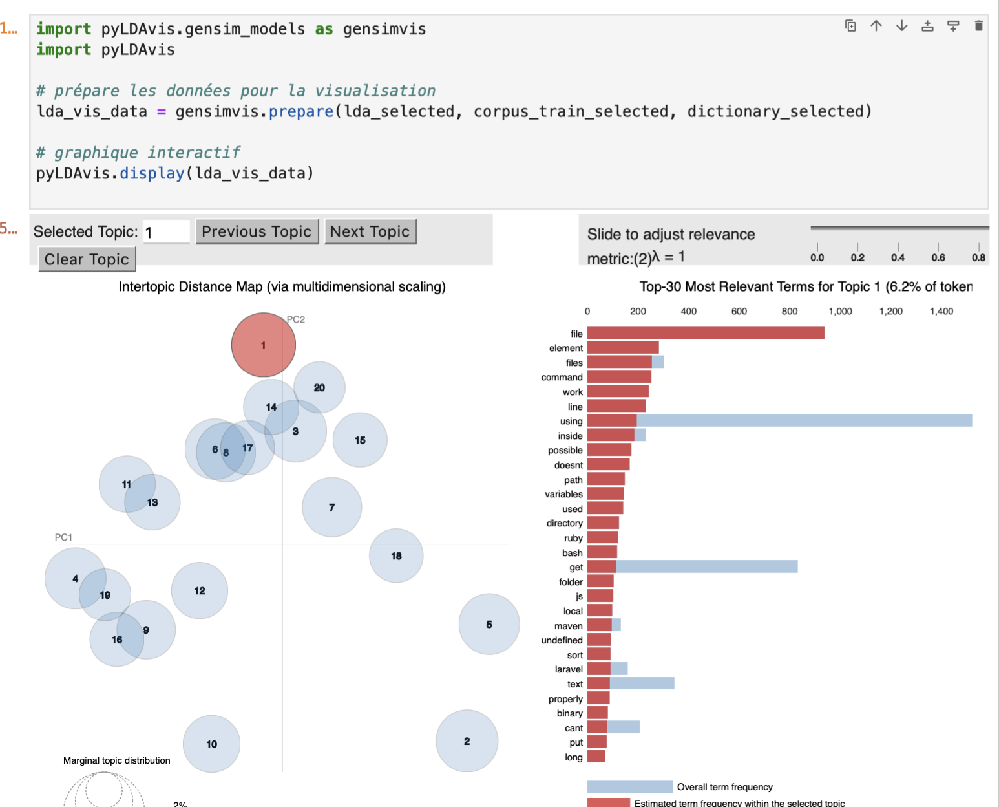 1...
import pyLDAvis.gensim_models as gensimvis
import pyLDAvis
# prépare les données pour la visualisation
lda_vis_data = gensimvis.prepare(lda_selected, corpus_train_selected, dictionary_selected)
# graphique interactif
pyLDAvis.display(lda_vis_data)
5...
Selected Topic: 1 Previous Topic Next Topic
Clear Topic
Slide to adjust relevance
metric:(2)λ = 1
0.0 0.2 0.4 0.6 0.8
Intertopic Distance Map (via multidimensional scaling)
PC2
1
20
14
3
15
6
8
17
11
13
7
PC1
18
4
19
12
9
16
5
10
2
Marginal topic distribution
2%
Top-30 Most Relevant Terms for Topic 1 (6.2% of token
0 200 400 600 800 1,000 1,200 1,400
file
element
files
command
work
line
using
inside
possible
doesnt
path
variables
used
directory
ruby
bash
get
folder
js
local
maven
undefined
sort
laravel
text
properly
binary
cant
put
long
Overall term frequency
Estimated term frequency within the selected topic